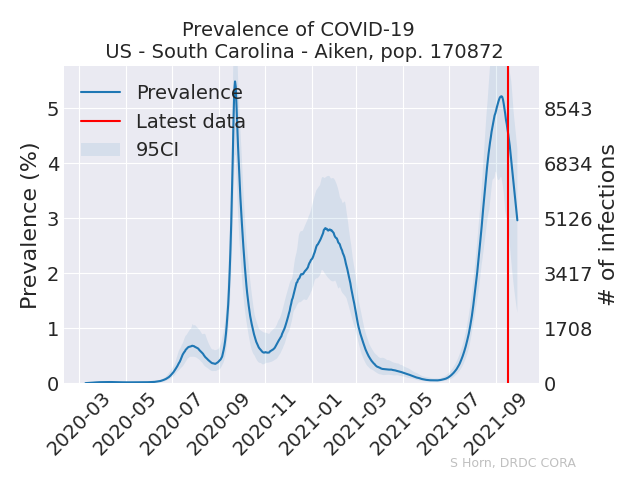 Prevalence of COVID-19
US - South Carolina - Aiken, pop. 170872
Prevalence
Latest data
95CI
Prevalence (%)
5
4
3
2
1
0
8543
6834
5126
3417
1708
0
# of infections
2020-03
2020-05
2020-07
2020-09
2020-11
2021-01
2021-03
2021-05
2021-07
2021-09
S Horn, DRDC CORA